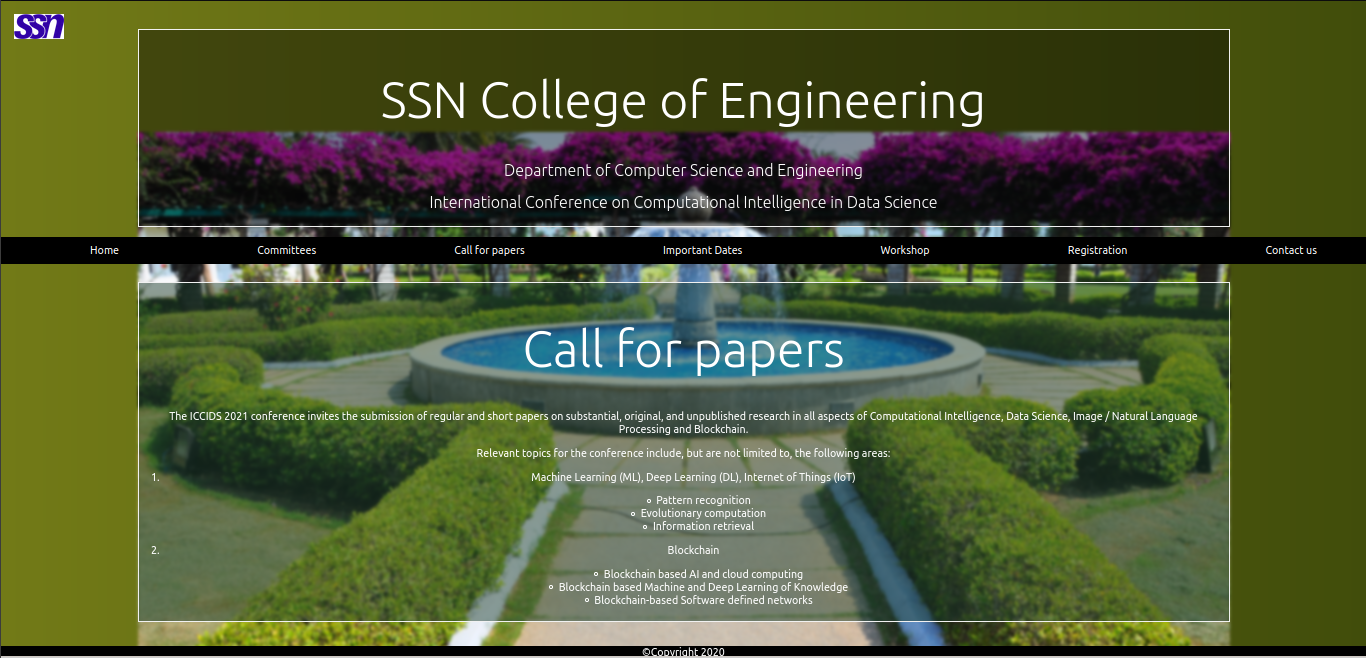 ssn
SSN College of Engineering
Department of Computer Science and Engineering
International Conference on Computational Intelligence in Data Science
Home Committees Call for papers Important Dates Workshop Registration Contact us
Call for papers
The ICCIDS 2021 conference invites the submission of regular and short papers on substantial, original, and unpublished research in all aspects of Computational Intelligence, Data Science, Image / Natural Language
Processing and Blockchain.
Relevant topics for the conference include, but are not limited to, the following areas:
1. Machine Learning (ML), Deep Learning (DL), Internet of Things (IoT)
Pattern recognition
Evolutionary computation
Information retrieval
2. Blockchain
Blockchain based AI and cloud computing
Blockchain based Machine and Deep Learning of Knowledge
Blockchain-based Software defined networks
©Copyright 2020